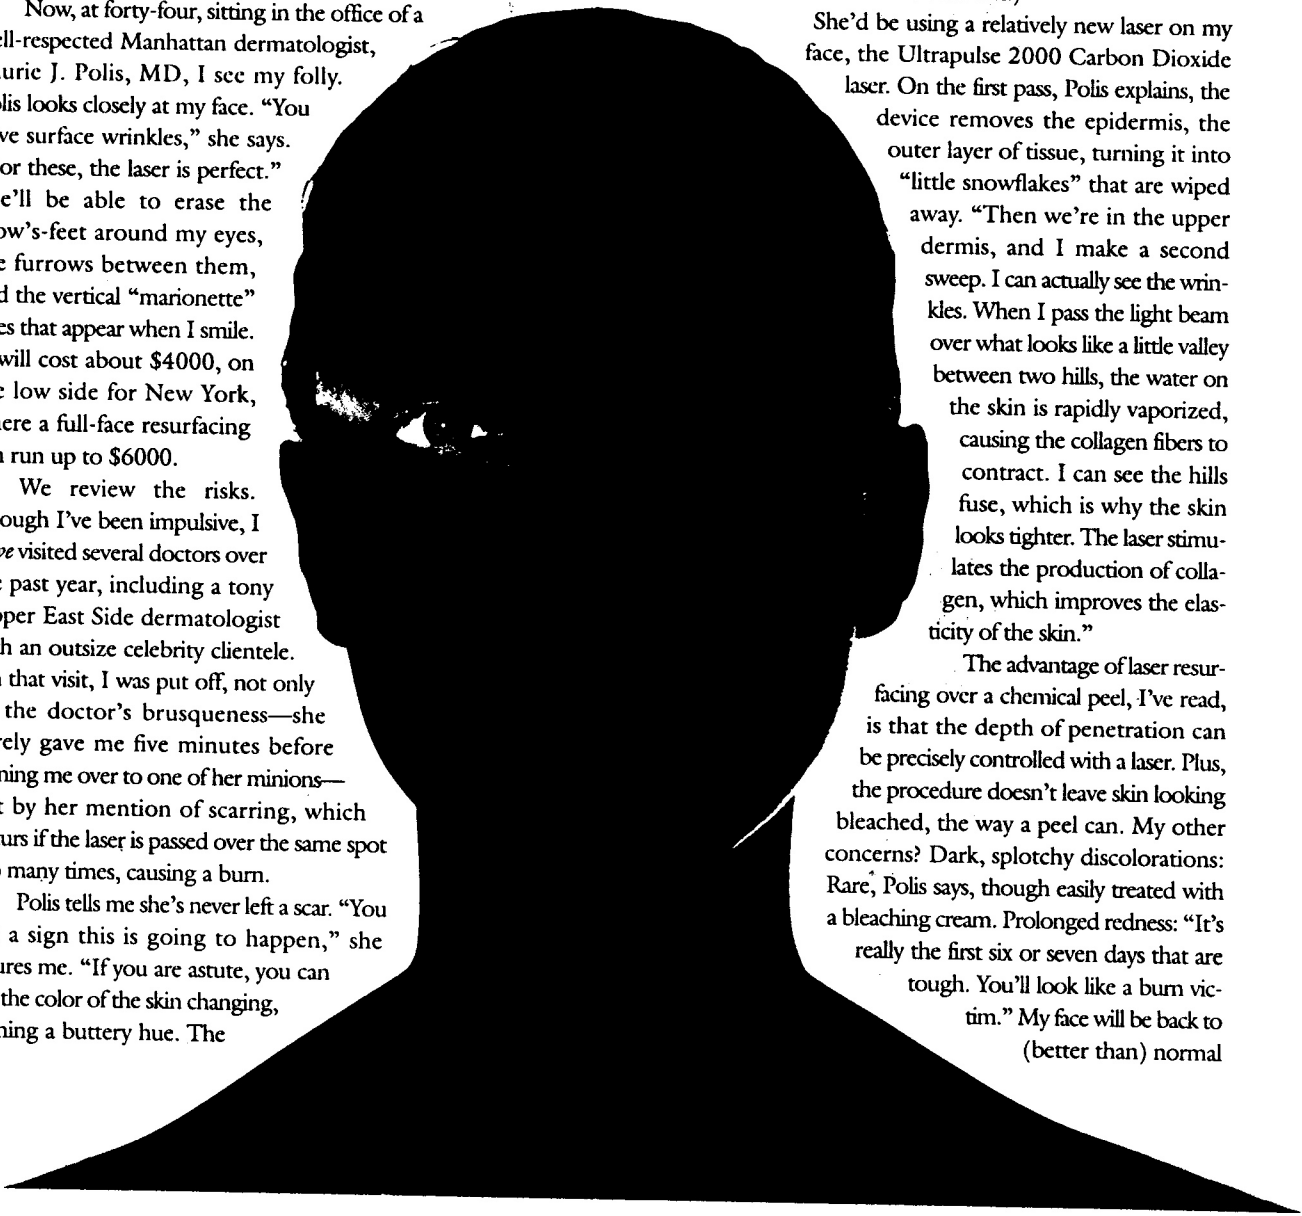 Now, at forty-four, sitting in the office of a
ell-respected Manhattan dermatologist,
urie J. Polis, MD, I see my folly.
lis looks closely at my face. “You
ve surface wrinkles,” she says.
or these, the laser is perfect.”
e’ll be able to erase the
ow’s-feet around my eyes,
e furrows between them,
d the vertical “marionette”
es that appear when I smile.
will cost about $4000, on
e low side for New York,
ere a full-face resurfacing
n run up to $6000.
We review the risks.
ough I’ve been impulsive, I
ve visited several doctors over
e past year, including a tony
pper East Side dermatologist
h an outsize celebrity clientele.
that visit, I was put off, not only
the doctor’s brusqueness—she
rely gave me five minutes before
ning me over to one of her minions—
t by her mention of scarring, which
urs if the laser is passed over the same spot
many times, causing a burn.
Polis tells me she’s never left a scar. “You
a sign this is going to happen,” she
ures me. “If you are astute, you can
the color of the skin changing,
ning a buttery hue. The
She’d be using a relatively new laser on my
face, the Ultrapulse 2000 Carbon Dioxide
laser. On the first pass, Polis explains, the
device removes the epidermis, the
outer layer of tissue, turning it into
“little snowflakes” that are wiped
away. “Then we’re in the upper
dermis, and I make a second
sweep. I can actually see the wrin-
kles. When I pass the light beam
over what looks like a little valley
between two hills, the water on
the skin is rapidly vaporized,
causing the collagen fibers to
contract. I can see the hills
fuse, which is why the skin
looks tighter. The laser stimu-
lates the production of colla-
gen, which improves the elas-
ticity of the skin.”
The advantage of laser resur-
facing over a chemical peel, I’ve read,
is that the depth of penetration can
be precisely controlled with a laser. Plus,
the procedure doesn’t leave skin looking
bleached, the way a peel can. My other
concerns? Dark, splotchy discolorations:
Rare, Polis says, though easily treated with
a bleaching cream. Prolonged redness: “It’s
really the first six or seven days that are
tough. You’ll look like a burn vic-
tim.” My face will be back to
(better than) normal